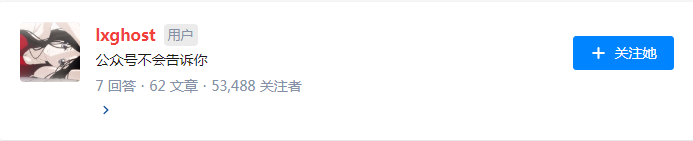 lxghost 用户
公众号不会告诉你
7 回答 · 62 文章 · 53,488 关注者
+ 关注她